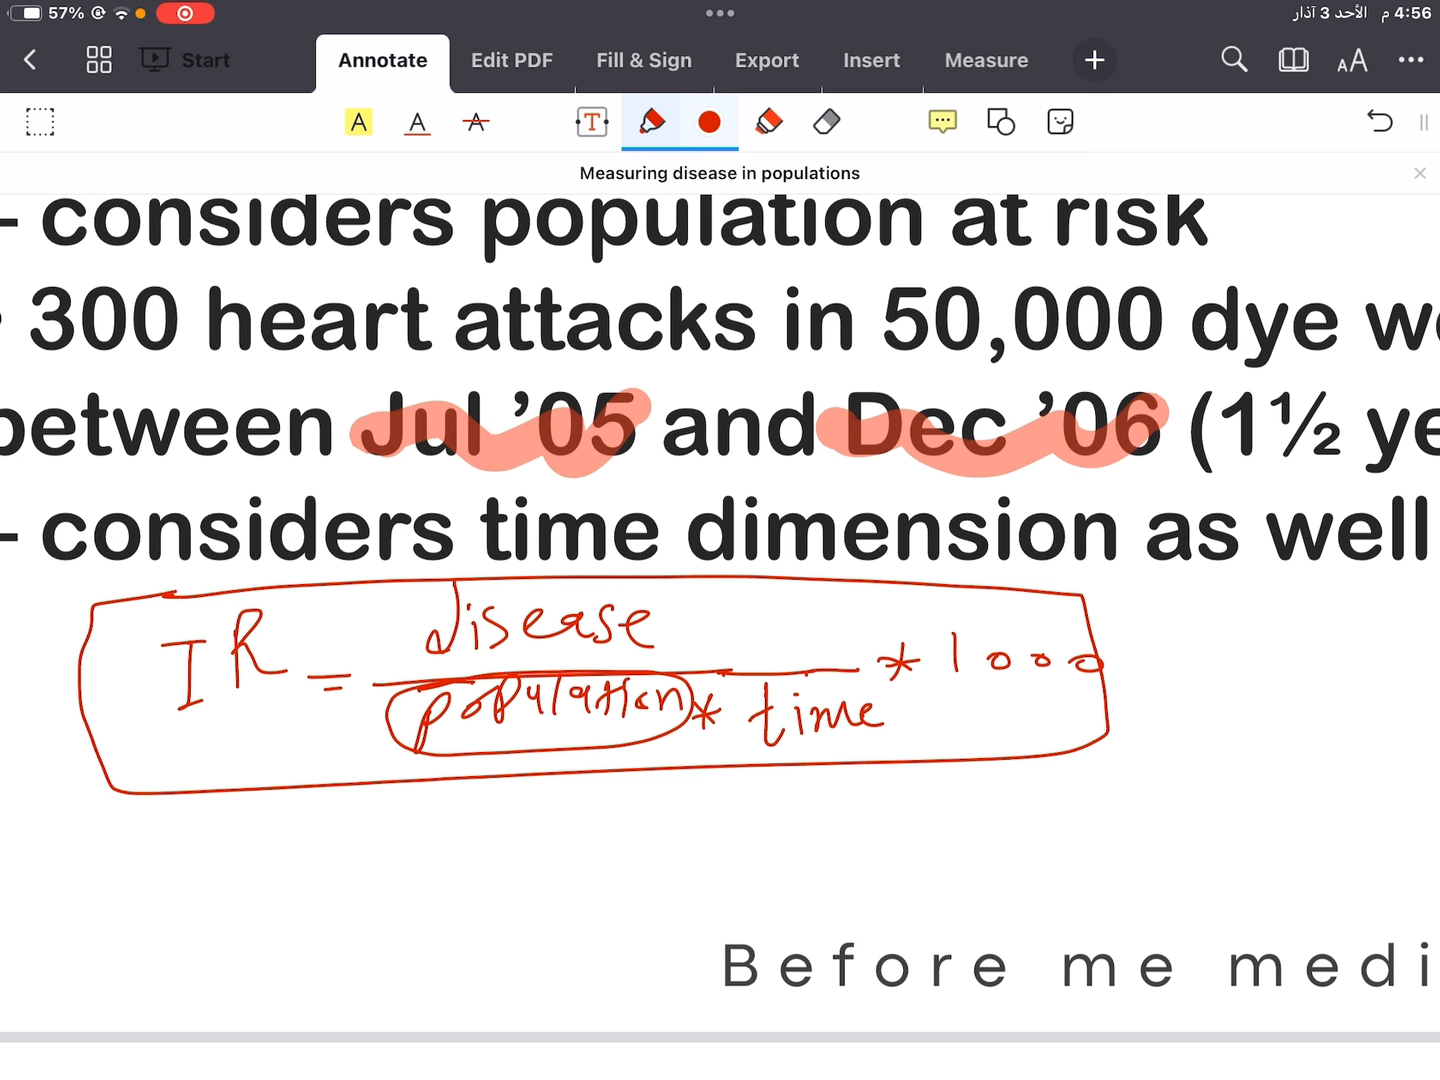 57% 4:56 م الأحد 3 آذار
Start Annotate Edit PDF Fill & Sign Export Insert Measure
A A A T
Measuring disease in populations
- considers population at risk
300 heart attacks in 50,000 dye
between Jul ’05 and Dec ’06 (1½
- considers time dimension as well
IR = disease * 1000
population * time
Before me medi